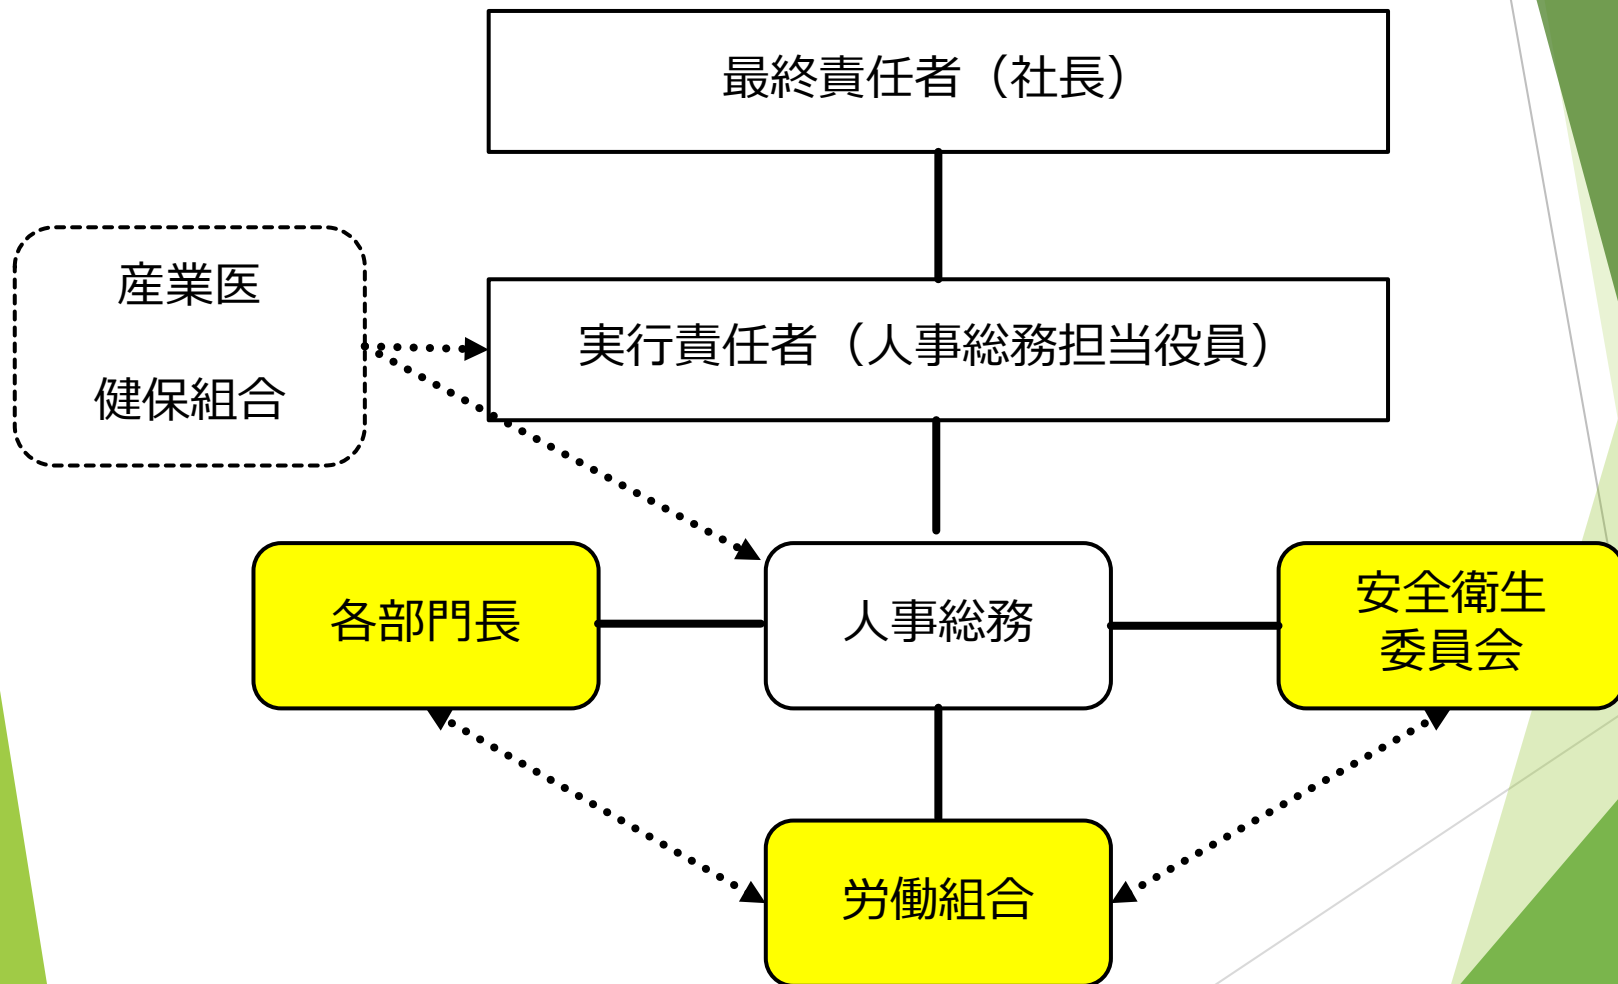 最終責任者（社長）
産業医
健保組合
実行責任者（人事総務担当役員）
各部門長
人事総務
安全衛生
委員会
労働組合